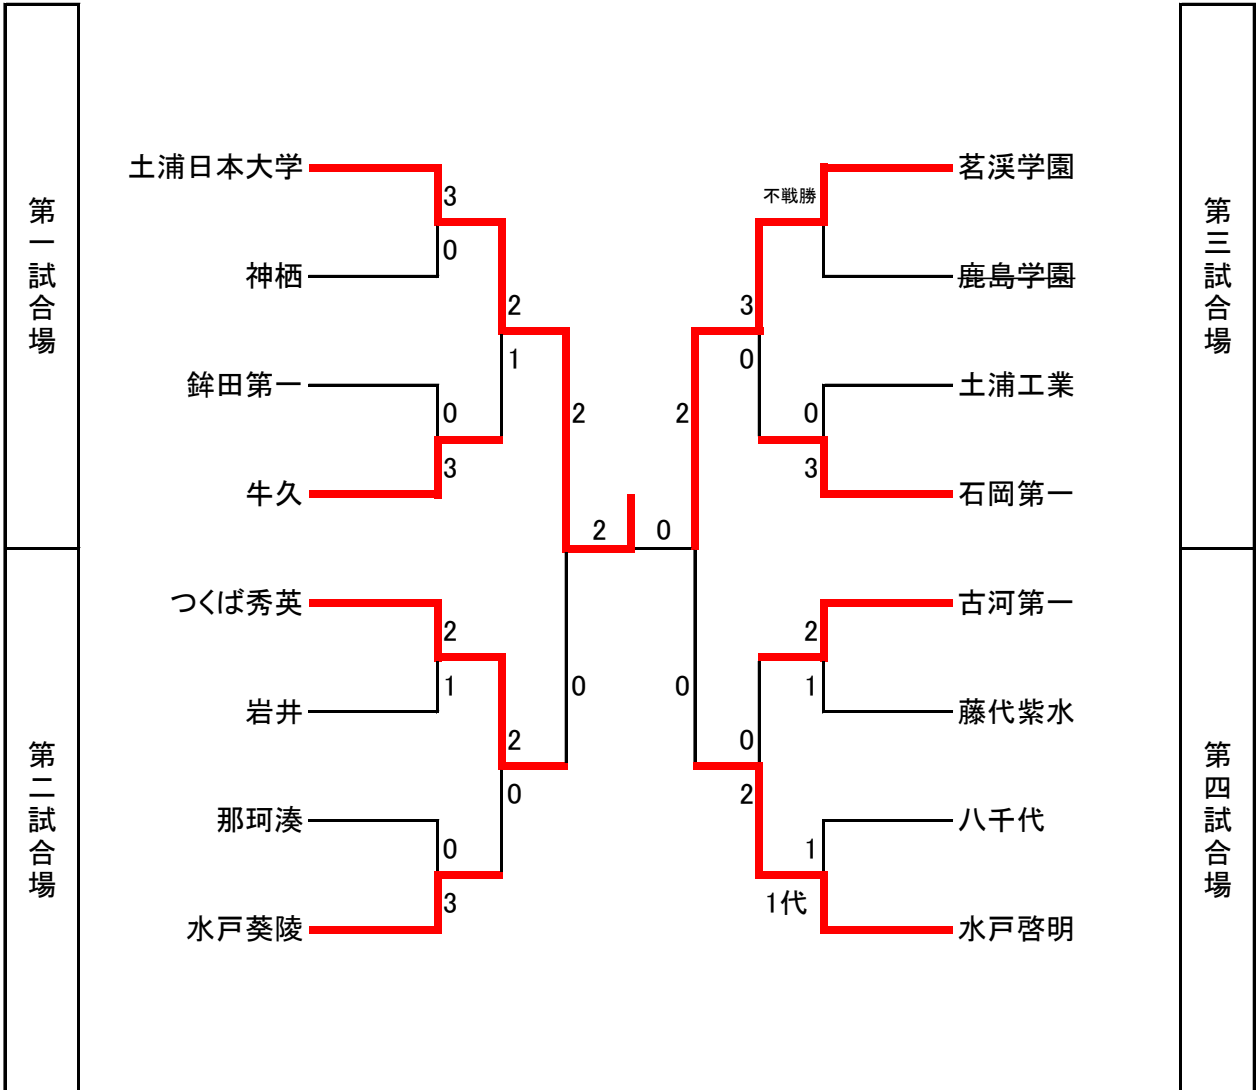 第一試合場
第三試合場
土浦日本大学
茗渓学園
3
不戦勝
0
神栖
鹿島学園
2
3
1
0
鉾田第一
土浦工業
0
0
2
2
3
3
牛久
石岡第一
2
0
つくば秀英
古河第一
2
2
1
0
0
1
岩井
藤代紫水
2
0
0
2
第二試合場
第四試合場
那珂湊
八千代
0
1
3
1代
水戸葵陵
水戸啓明